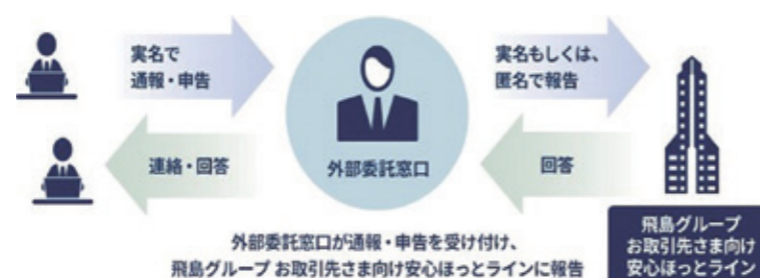 実名で
通報・申告
実名もしくは、
匿名で報告
連絡・回答
外部委託窓口
回答
外部委託窓口が通報・申告を受け付け、
飛島グループ お取引先さま向け安心ほっとラインに報告
飛島グループ
お取引先さま向け
安心ほっとライン